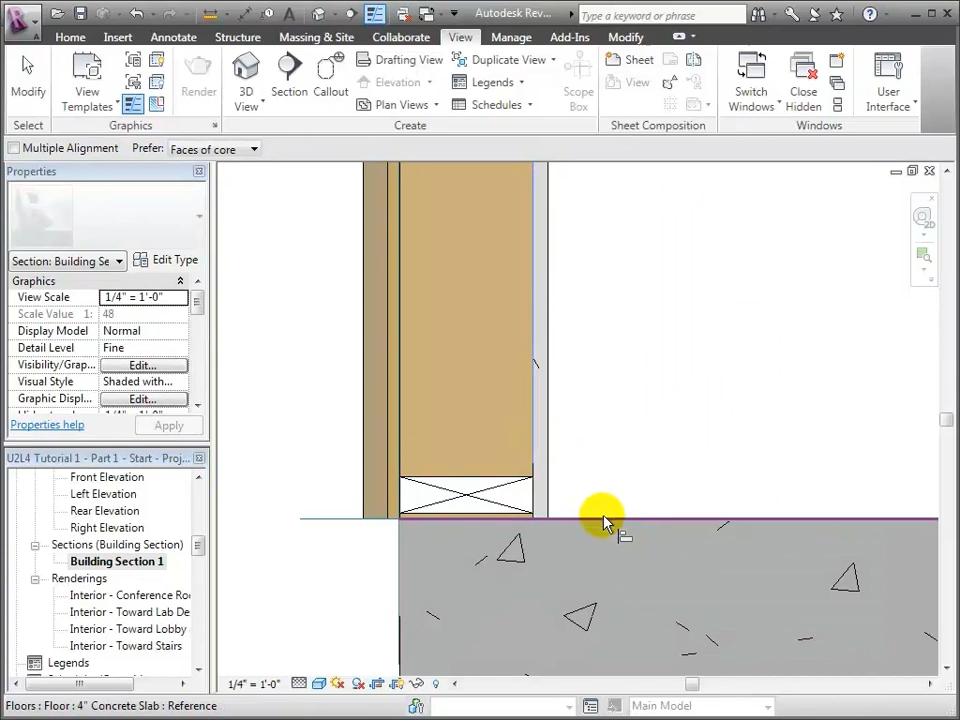 Autodesk Rev...
Type a keyword or phrase
Home Insert Annotate Structure Massing & Site Collaborate View Manage Add-Ins Modify
Modify
View Templates
Render
3D View
Section
Callout
Drafting View
Elevation
Plan Views
Duplicate View
Legends
Schedules
Scope Box
Sheet
View
Switch Windows
Close Hidden
User Interface
Select Graphics Create Sheet Composition Windows
Multiple Alignment Prefer: Faces of core
Properties
Section: Building Se Edit Type
Graphics
View Scale 1/4" = 1'-0"
Scale Value 1: 48
Display Model Normal
Detail Level Fine
Visibility/Grap... Edit...
Visual Style Shaded with...
Graphic Displ... Edit...
Properties help Apply
U2L4 Tutorial 1 - Part 1 - Start - Proj...
Front Elevation
Left Elevation
Rear Elevation
Right Elevation
Sections (Building Section)
Building Section 1
Renderings
Interior - Conference Ro
Interior - Toward Lab De
Interior - Toward Lobby
Interior - Toward Stairs
Legends
2D
1/4" = 1'-0"
Floors : Floor : 4" Concrete Slab : Reference
Main Model